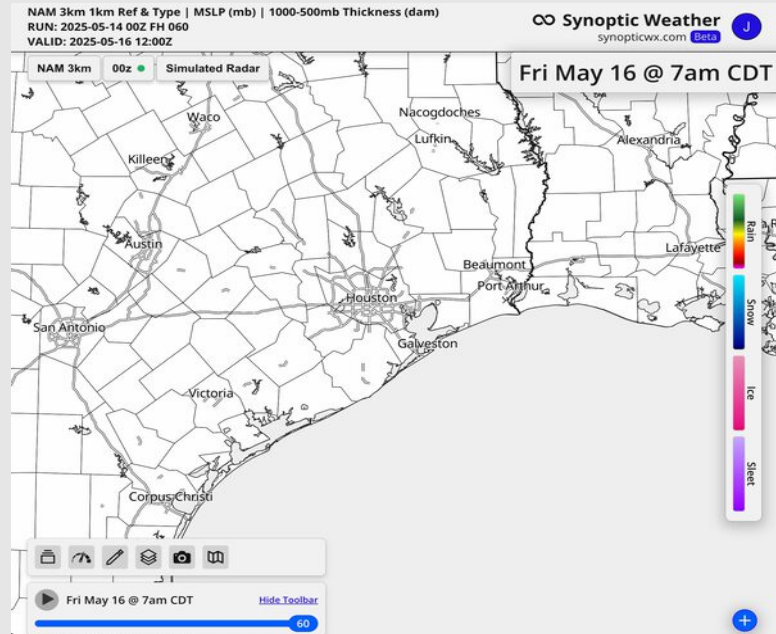 NAM 3km 1km Ref & Type | MSLP (mb) | 1000-500mb Thickness (dam)
RUN: 2025-05-14 00Z FH 060
VALID: 2025-05-16 12:00Z
Synoptic Weather
synopticwx.com Beta
J
NAM 3km
00z
Simulated Radar
Fri May 16 @ 7am CDT
Waco
Nacogdoches
Lufkin
Alexandria
Killeen
Austin
Lafayette
Beaumont
Port Arthur
Houston
San Antonio
Galveston
Victoria
Corpus Christi
Rain
Snow
Ice
Sleet
Fri May 16 @ 7am CDT
Hide Toolbar
60